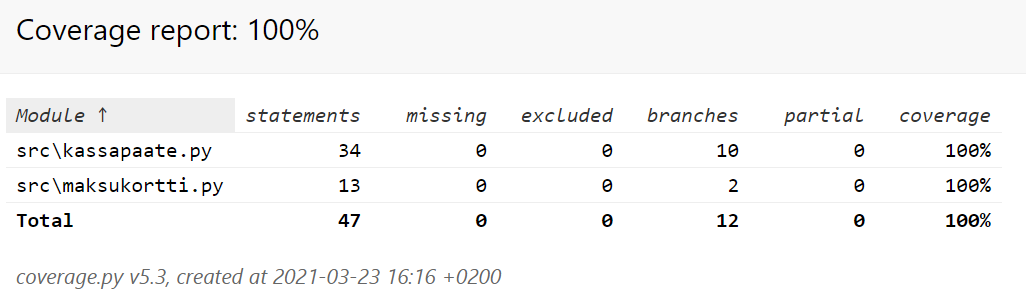 Coverage report: 100%
Module ↑ statements missing excluded branches partial coverage
src\kassapaate.py 34 0 0 10 0 100%
src\maksukortti.py 13 0 0 2 0 100%
Total 47 0 0 12 0 100%
coverage.py v5.3, created at 2021-03-23 16:16 +0200